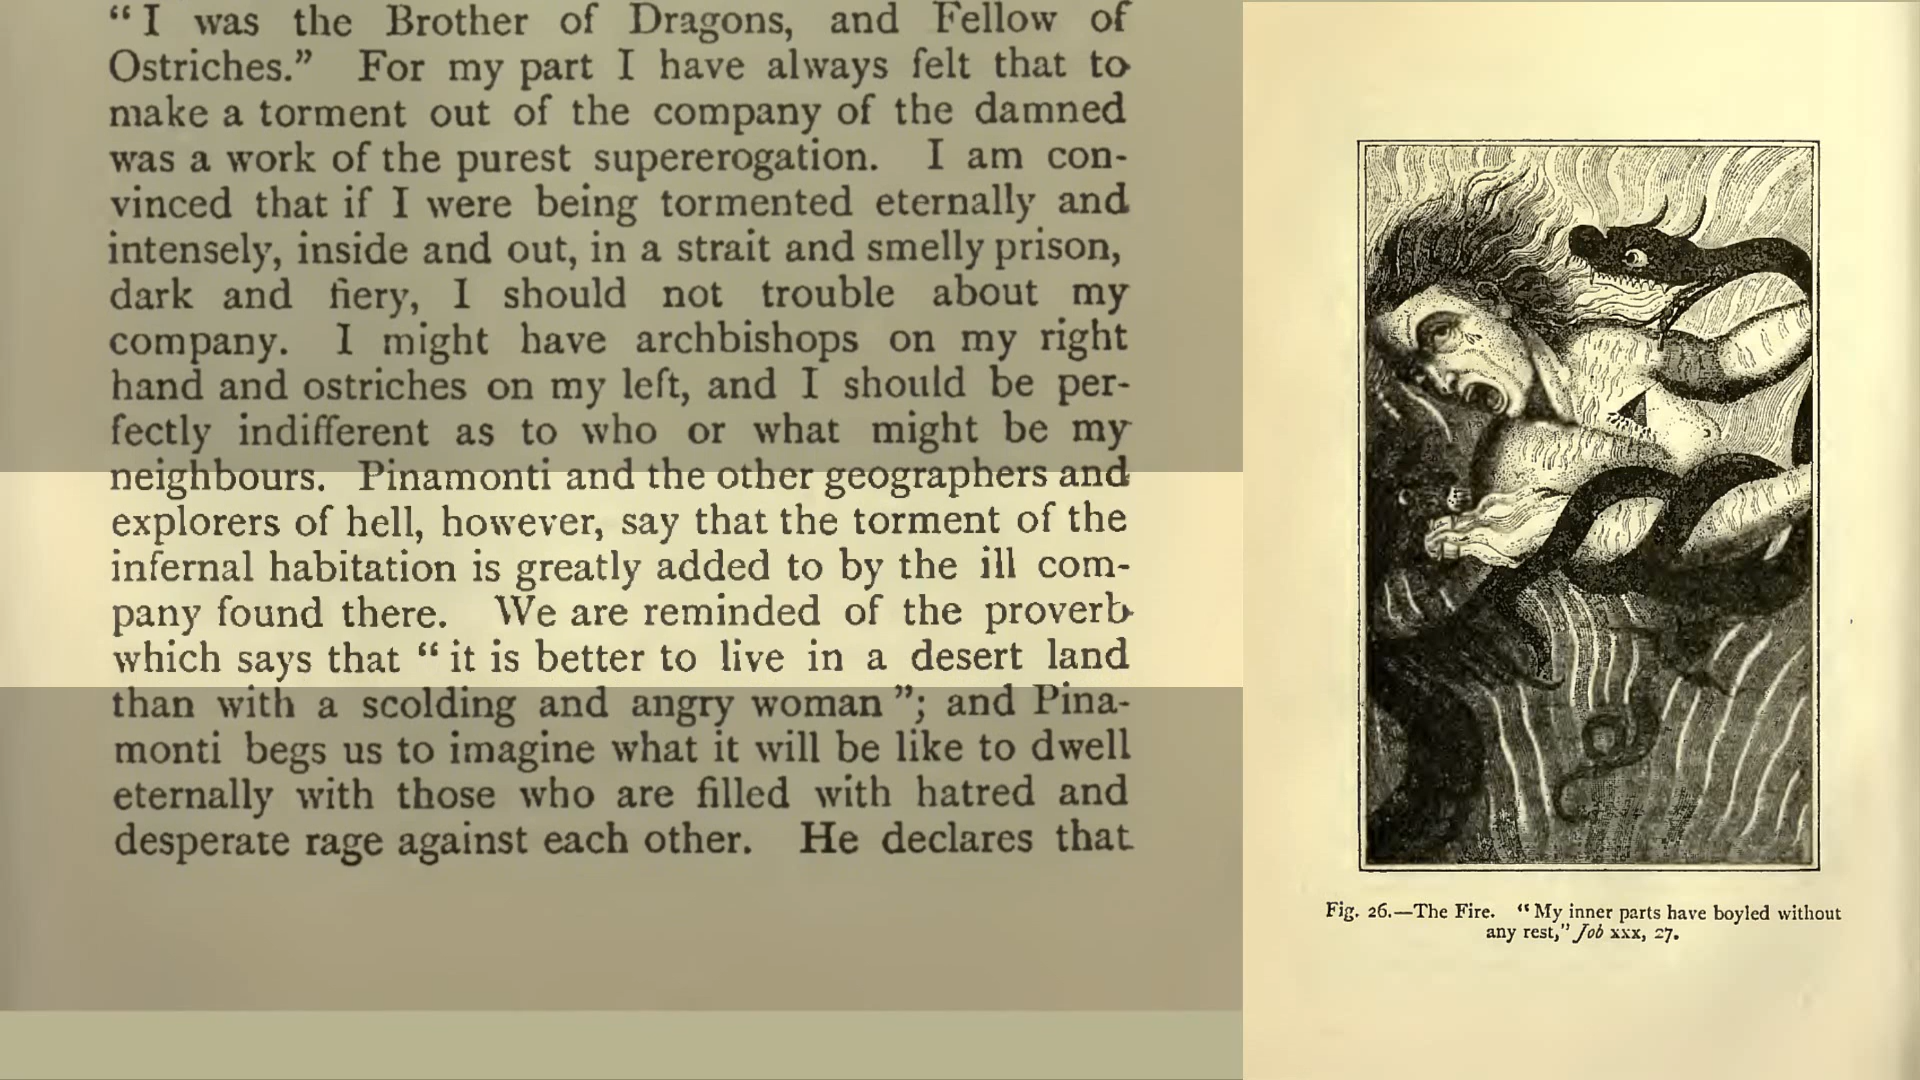 “I was the Brother of Dragons, and Fellow of
Ostriches.” For my part I have always felt that to
make a torment out of the company of the damned
was a work of the purest supererogation. I am con-
vinced that if I were being tormented eternally and
intensely, inside and out, in a strait and smelly prison,
dark and fiery, I should not trouble about my
company. I might have archbishops on my right
hand and ostriches on my left, and I should be per-
fectly indifferent as to who or what might be my
neighbours. Pinamonti and the other geographers and
explorers of hell, however, say that the torment of the
infernal habitation is greatly added to by the ill com-
pany found there. We are reminded of the proverb
which says that “it is better to live in a desert land
than with a scolding and angry woman”; and Pina-
monti begs us to imagine what it will be like to dwell
eternally with those who are filled with hatred and
desperate rage against each other. He declares that
Fig. 26.—The Fire. “My inner parts have boyled without
any rest,” Job xxx, 27.